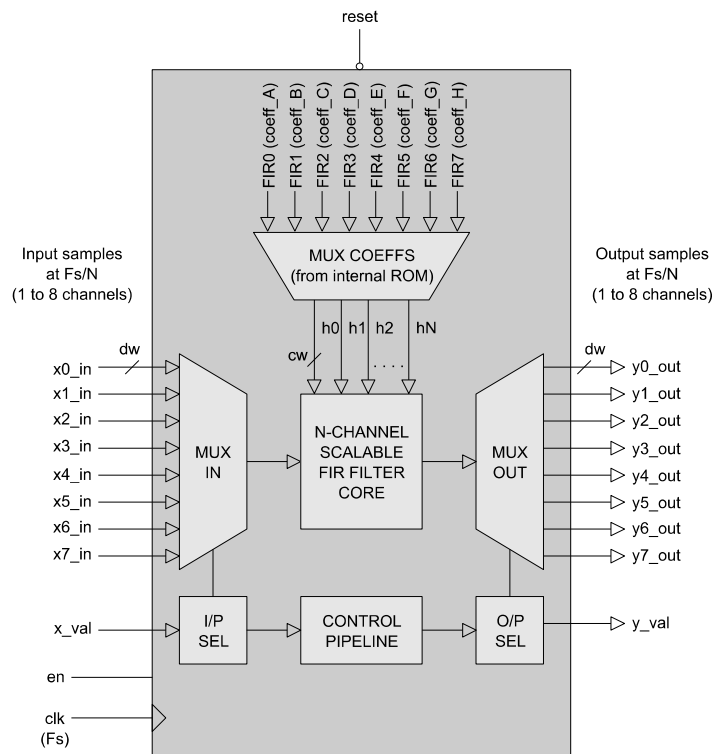 reset
FIR0 (coeff_A)
FIR1 (coeff_B)
FIR2 (coeff_C)
FIR3 (coeff_D)
FIR4 (coeff_E)
FIR5 (coeff_F)
FIR6 (coeff_G)
FIR7 (coeff_H)
MUX COEFFS
(from internal ROM)
Input samples
at Fs/N
(1 to 8 channels)
Output samples
at Fs/N
(1 to 8 channels)
h0 h1 h2 hN
cw
. . . .
dw
dw
x0_in
x1_in
x2_in
x3_in
x4_in
x5_in
x6_in
x7_in
MUX
IN
N-CHANNEL
SCALABLE
FIR FILTER
CORE
MUX
OUT
y0_out
y1_out
y2_out
y3_out
y4_out
y5_out
y6_out
y7_out
x_val
I/P
SEL
CONTROL
PIPELINE
O/P
SEL
y_val
en
clk
(Fs)